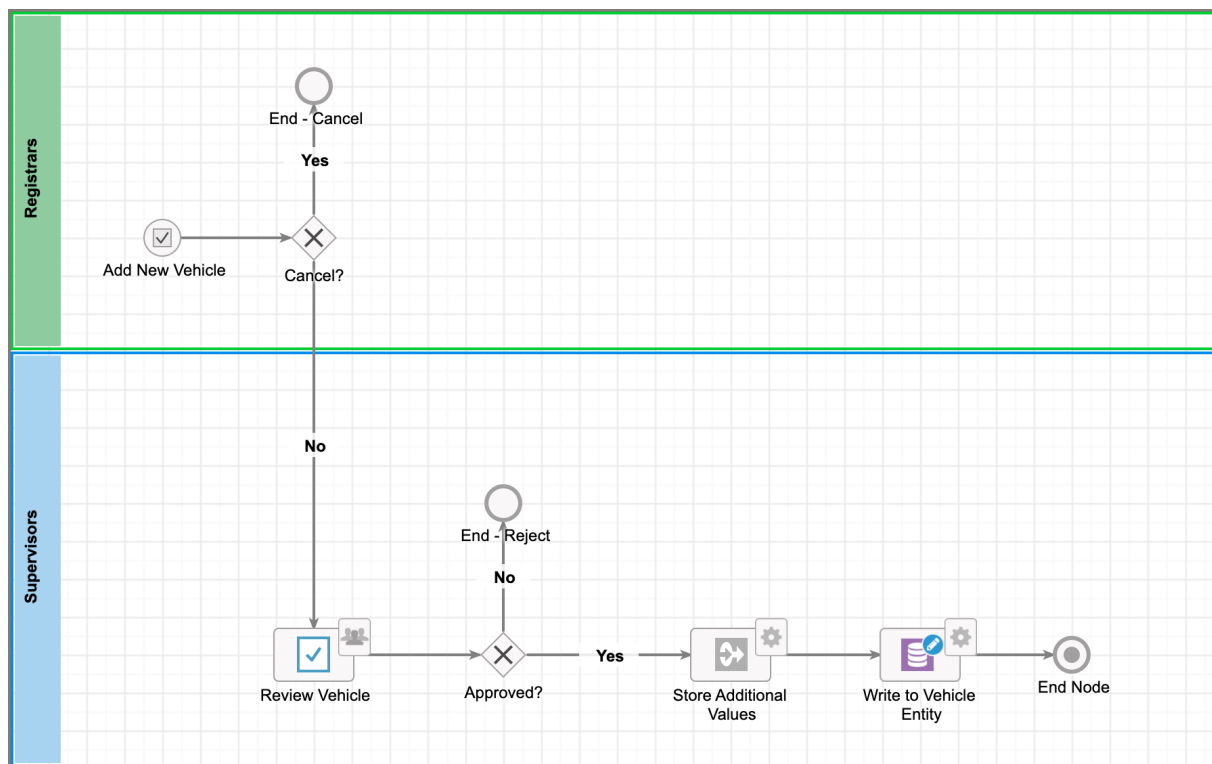 Registrars
End - Cancel
Yes
Add New Vehicle
Cancel?
Supervisors
No
End - Reject
No
Review Vehicle
Approved?
Yes
Store Additional
Values
Write to Vehicle
Entity
End Node